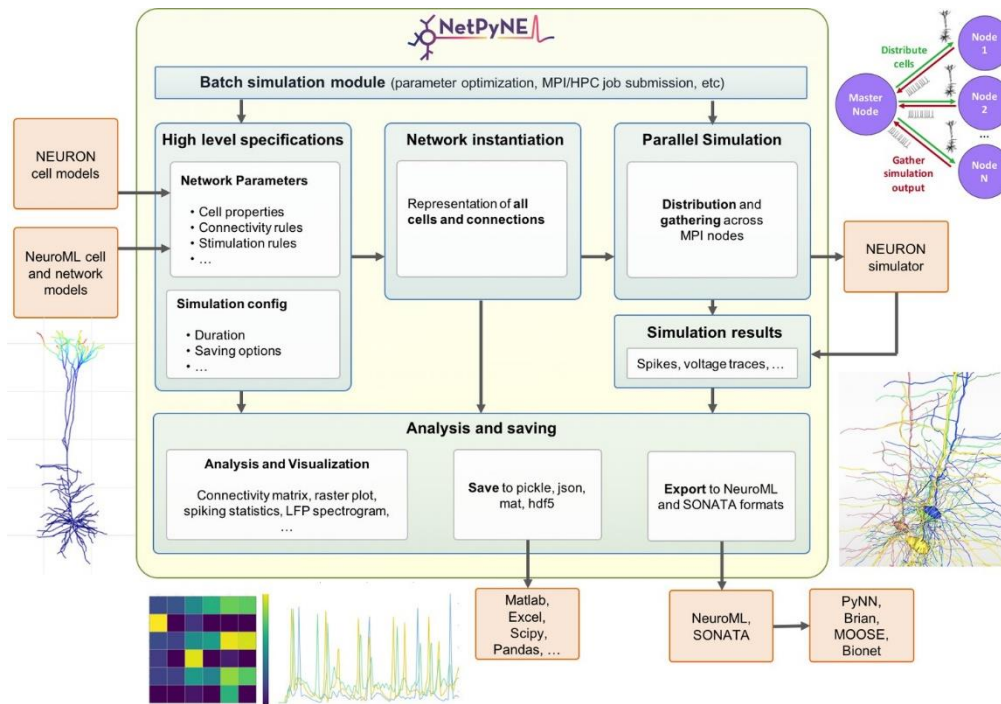 NetPyNE
Batch simulation module (parameter optimization, MPI/HPC job submission, etc)
NEURON
cell models
NeuroML cell
and network
models
High level specifications
Network Parameters
• Cell properties
• Connectivity rules
• Stimulation rules
• …
Simulation config
• Duration
• Saving options
• …
Network instantiation
Representation of all
cells and connections
Parallel Simulation
Distribution and
gathering across
MPI nodes
Simulation results
Spikes, voltage traces, …
NEURON
simulator
Distribute
cells
Master
Node
Gather
simulation
output
Node
1
Node
2
...
Node
N
Analysis and saving
Analysis and Visualization
Connectivity matrix, raster plot,
spiking statistics, LFP spectrogram,
…
Save to pickle, json,
mat, hdf5
Export to NeuroML
and SONATA formats
Matlab,
Excel,
Scipy,
Pandas, …
NeuroML,
SONATA
PyNN,
Brian,
MOOSE,
Bionet